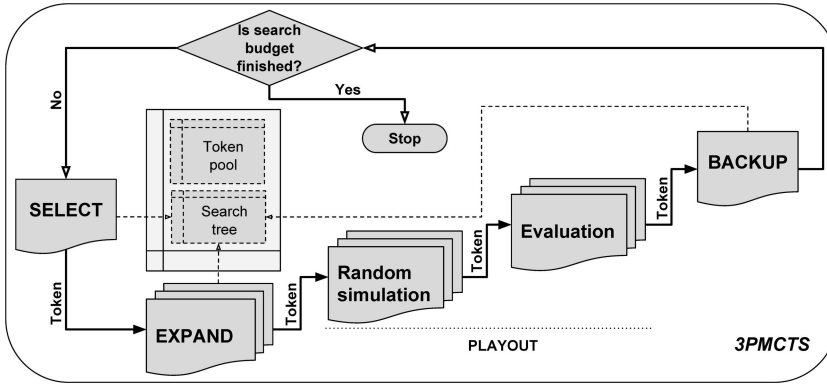 Is search
budget
finished?
No
Yes
Stop
Token
pool
Search
tree
SELECT
Token
EXPAND
Token
Random
simulation
Token
Evaluation
Token
BACKUP
PLAYOUT
3PMCTS